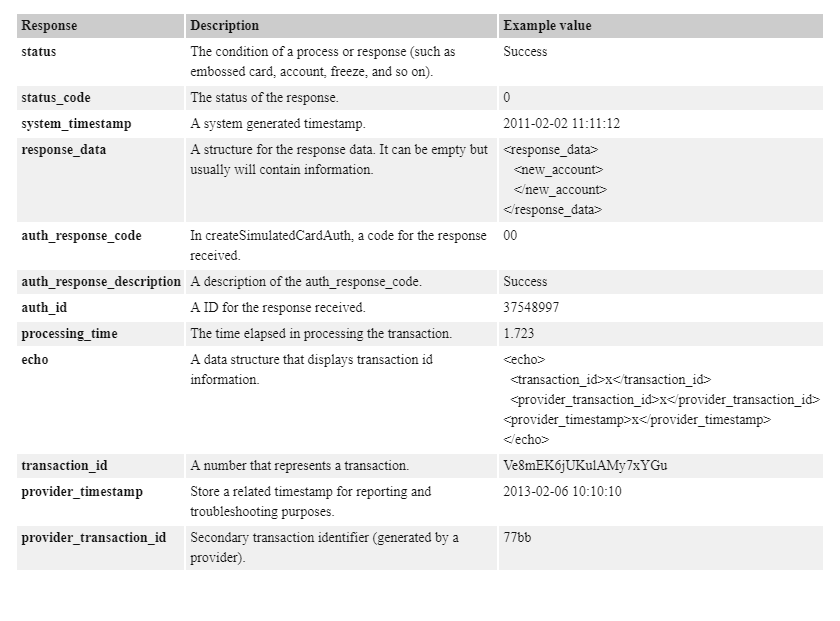 Response Description Example value
status The condition of a process or response (such as Success
embossed card, account, freeze, and so on).
status_code The status of the response. 0
system_timestamp A system generated timestamp. 2011-02-02 11:11:12
response_data A structure for the response data. It can be empty but <response_data>
usually will contain information. <new_account>
</new_account>
</response_data>
auth_response_code In createSimulatedCardAuth, a code for the response 00
received.
auth_response_description A description of the auth_response_code. Success
auth_id A ID for the response received. 37548997
processing_time The time elapsed in processing the transaction. 1.723
echo A data structure that displays transaction id <echo>
information. <transaction_id>x</transaction_id>
<provider_transaction_id>x</provider_transaction_id>
<provider_timestamp>x</provider_timestamp>
</echo>
transaction_id A number that represents a transaction. Ve8mEK6jUKulAMy7xYGu
provider_timestamp Store a related timestamp for reporting and 2013-02-06 10:10:10
troubleshooting purposes.
provider_transaction_id Secondary transaction identifier (generated by a 77bb
provider).